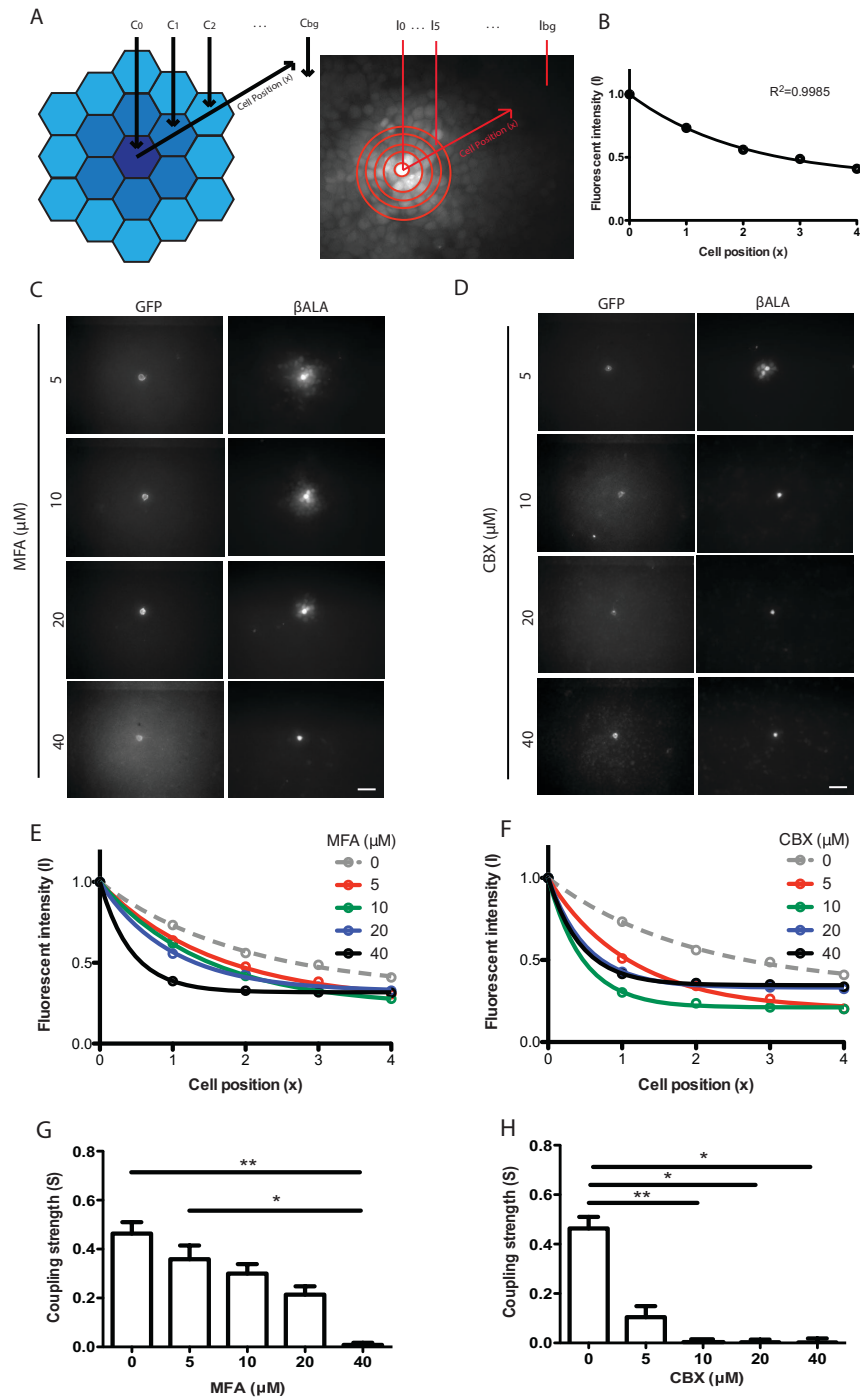 A
C0 C1 C2 ... Cbg
Cell Position (x)
I0 ... I5 ... Ibg
Cell Position (x)
B
Fluorescent intensity (I)
1.0
0.5
0.0
R2=0.9985
0 1 2 3 4
Cell position (x)
C
GFP βALA
MFA (μM)
5
10
20
40
D
GFP βALA
CBX (μM)
5
10
20
40
E
MFA (μM)
0
5
10
20
40
Fluorescent intensity (I)
1.0
0.5
0.0
0 1 2 3 4
Cell position (x)
F
CBX (μM)
0
5
10
20
40
Fluorescent intensity (I)
1.0
0.5
0.0
0 1 2 3 4
Cell position (x)
G
Coupling strength (S)
0.8
0.6
0.4
0.2
0.0
**
*
0 5 10 20 40
MFA (μM)
H
Coupling strength (S)
0.8
0.6
0.4
0.2
0.0
*
*
**
0 5 10 20 40
CBX (μM)